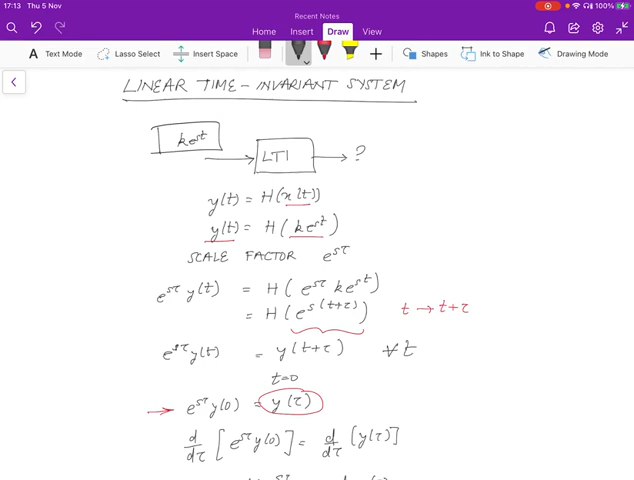 17:13 Thu 5 Nov
100%
Recent Notes
Home Insert Draw View
Text Mode Lasso Select Insert Space Shapes Ink to Shape Drawing Mode
LINEAR TIME-INVARIANT SYSTEM
ke^{st}
LTI → ?
y(t) = H(x(t))
y(t) = H(ke^{st})
SCALE FACTOR e^{sτ}
e^{sτ} y(t) = H(e^{sτ} ke^{st})
= H(e^{s(t+τ)}) t → t+τ
e^{sτ} y(t) = y(t+τ) ∀t
t=0
→ e^{sτ} y(0) = y(τ)
d/dτ [e^{sτ} y(0)] = d/dτ [y(τ)]